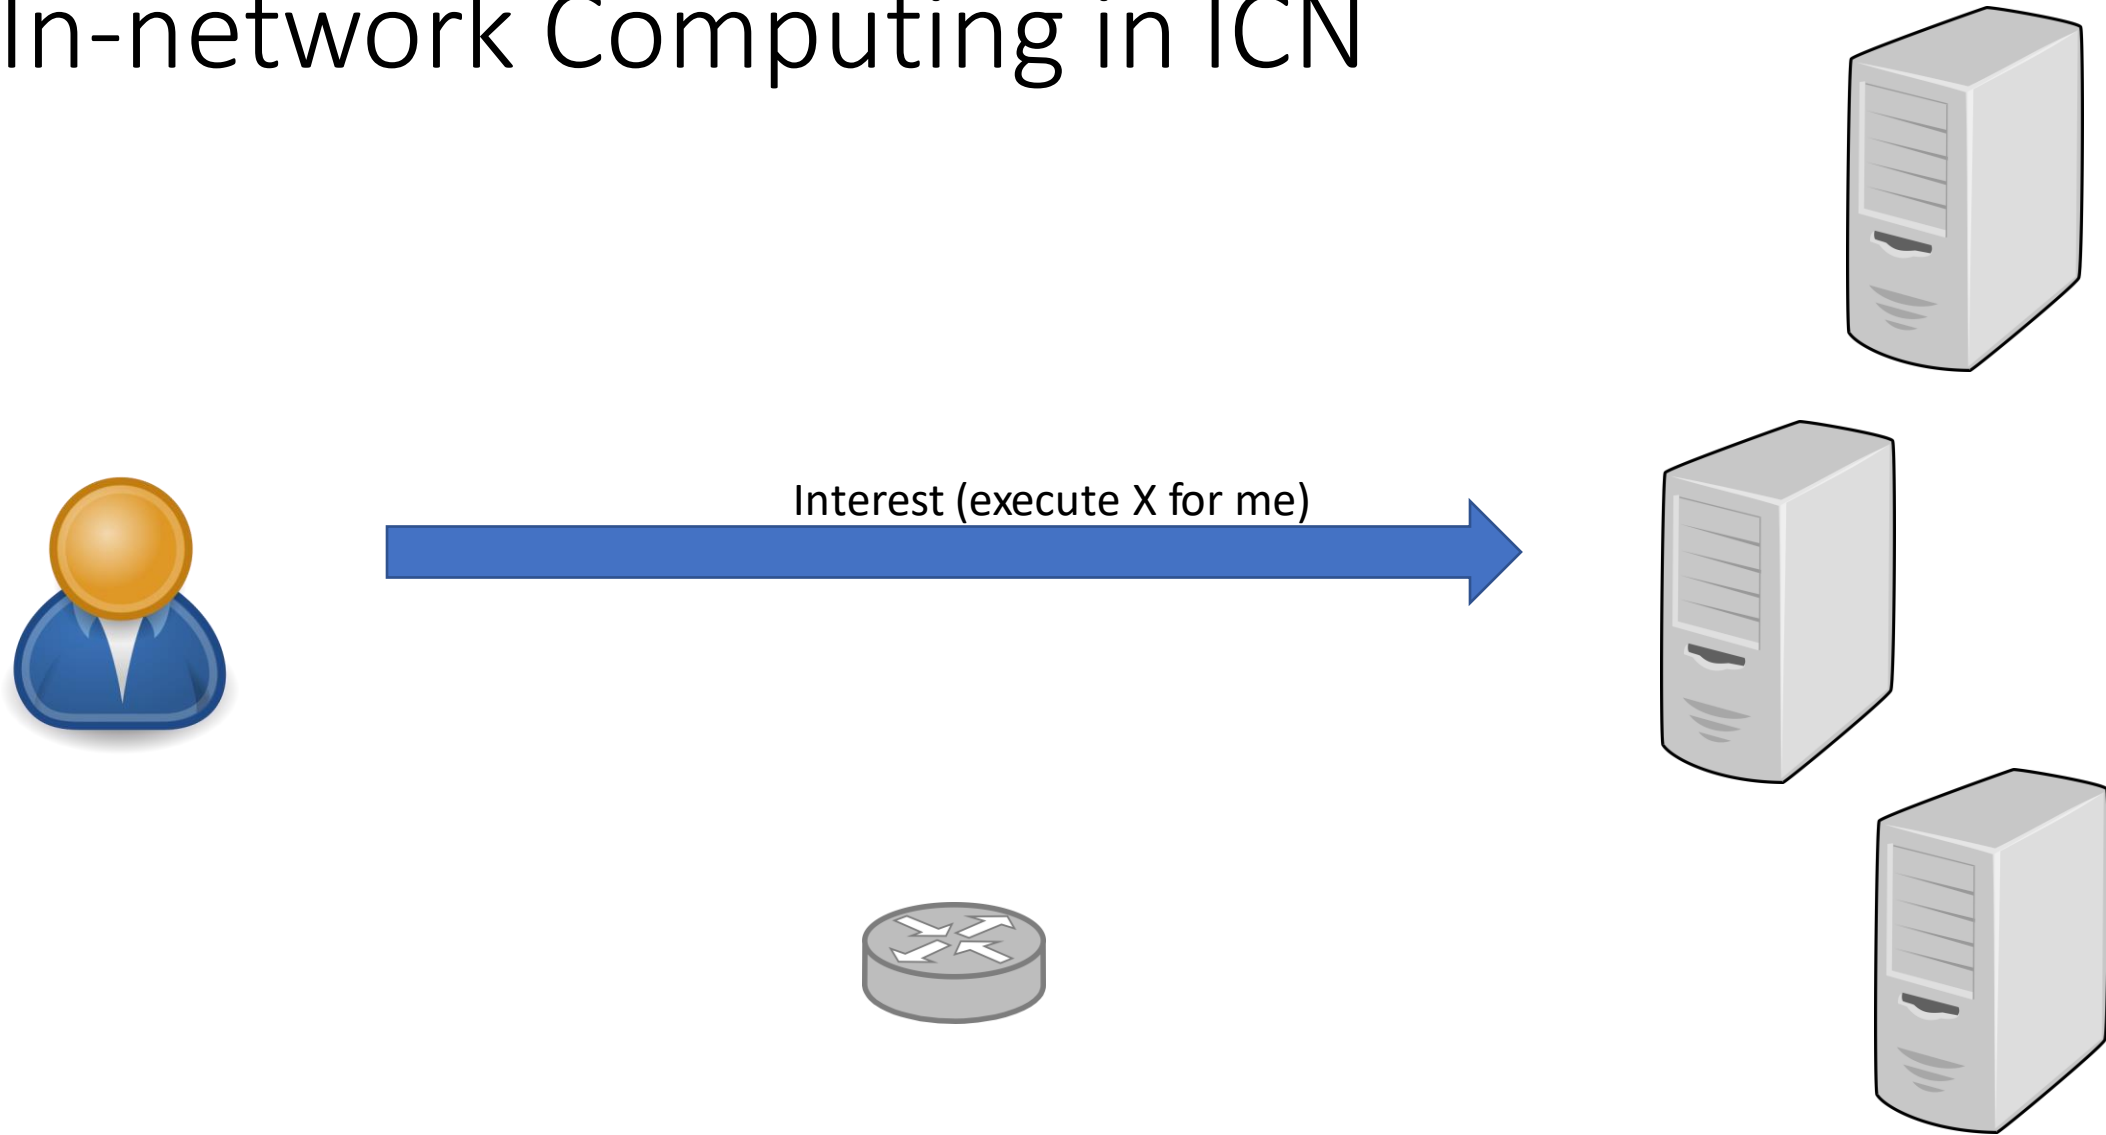 In-network Computing in ICN
Interest (execute X for me)